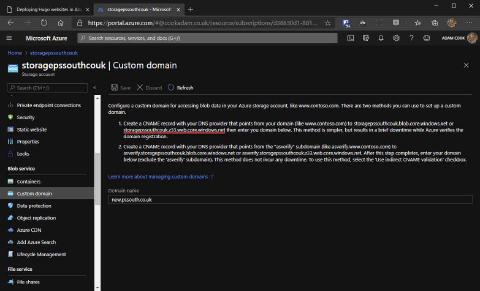 Deploying Hugo websites in Az
storagepssouthcouk - Microsoft
https://portal.azure.com/#@cookadam.co.uk/resource/subscriptions/
Microsoft Azure
Search resources, services, and docs (G+/)
ADAM COOK
Home > storagepssouthcouk
storagepssouthcouk | Custom domain
Storage account
Search (Ctrl+/)
Save
Discard
Refresh
Private endpoint connections
Security
Static website
Properties
Locks
Blob service
Containers
Custom domain
Data protection
Object replication
Azure CDN
Add Azure Search
Lifecycle Management
File service
File shares
Configure a custom domain for accessing blob data in your Azure storage account, like www.contoso.com. There are two methods you can use to set up a custom
domain.
1. Create a CNAME record with your DNS provider that points from your domain (like www.contoso.com) to storagepssouthcouk.blob.core.windows.net or
storagepssouthcouk.z33.web.core.windows.net then enter you domain below. This method is simpler, but results in a brief downtime while Azure verifies the
domain registration.
2. Create a CNAME record with your DNS provider that points from the "asverify" subdomain (like asverify.www.contoso.com) to
asverify.storagepssouthcouk.blob.core.windows.net or asverify.storagepssouthcouk.z33.web.core.windows.net. After this step completes, enter your domain
below (exclude the "asverify" subdomain). This method does not incur any downtime. To use this method, select the 'Use indirect CNAME validation' checkbox.
Learn more about managing custom domains
Domain name
new.pssouth.co.uk